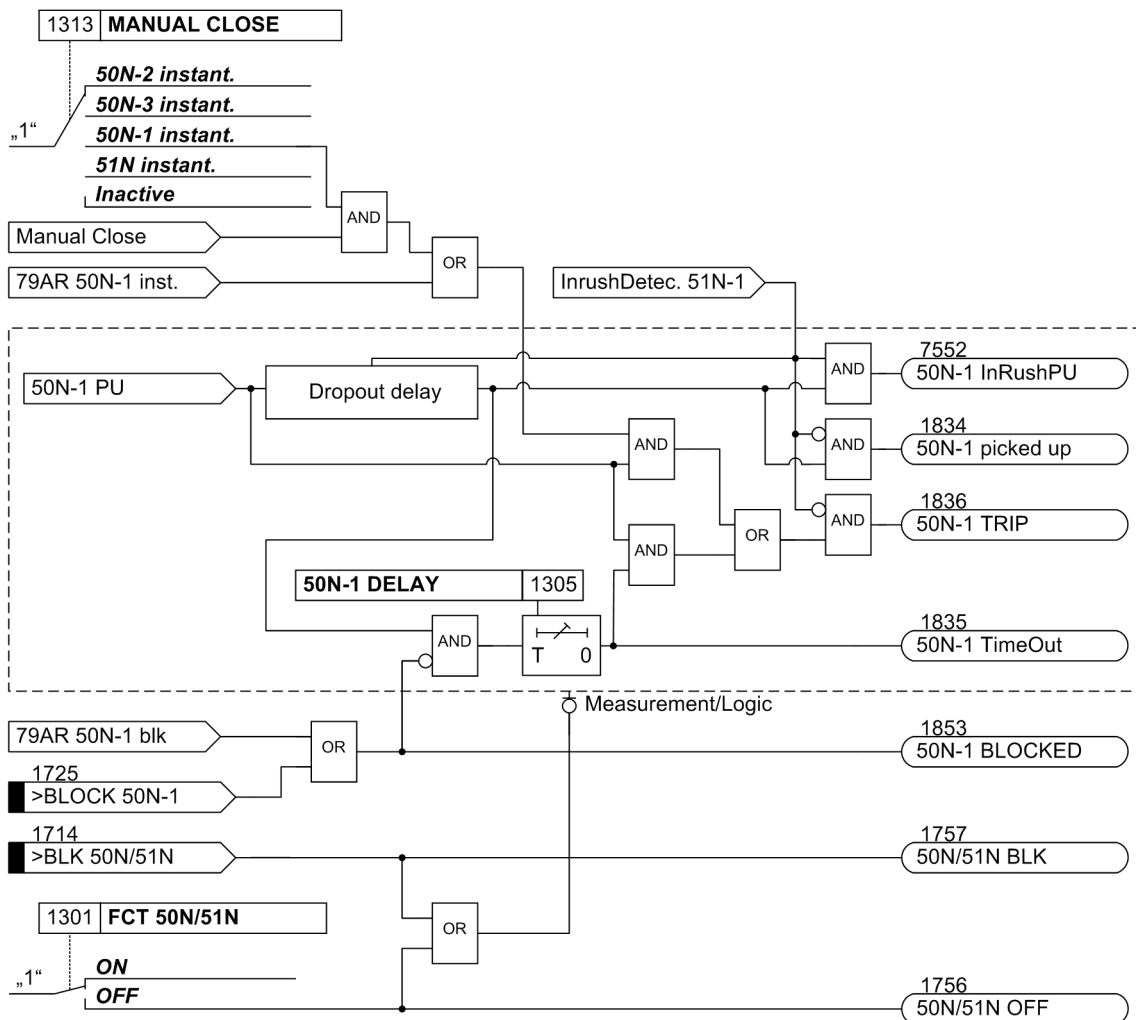 1313 MANUAL CLOSE
50N-2 instant.
50N-3 instant.
„1“
50N-1 instant.
51N instant.
Inactive
AND
Manual Close
OR
79AR 50N-1 inst.
InrushDetec. 51N-1
7552
50N-1 PU
Dropout delay
AND
50N-1 InRushPU
1834
AND
AND
50N-1 picked up
1836
AND
50N-1 TRIP
OR
AND
50N-1 DELAY 1305
1835
AND
T 0
50N-1 TimeOut
Measurement/Logic
79AR 50N-1 blk
OR
1853
50N-1 BLOCKED
1725
>BLOCK 50N-1
1714
>BLK 50N/51N
1757
50N/51N BLK
1301 FCT 50N/51N
OR
ON
„1“
OFF
1756
50N/51N OFF